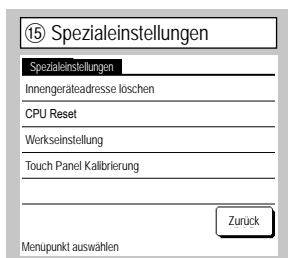 ⑮ Spezialeinstellungen
Spezialeinstellungen
Innengeräteadresse löschen
CPU Reset
Werkseinstellung
Touch Panel Kalibrierung
Zurück
Menüpunkt auswählen